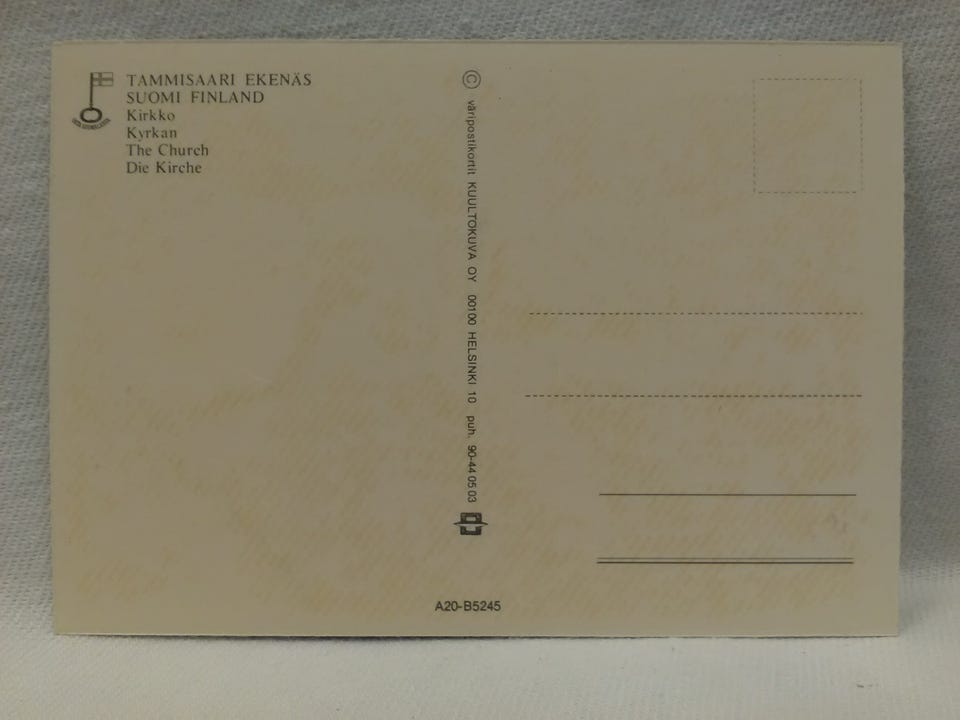 TAMMISAARI EKENÄS
SUOMI FINLAND
Kirkko
Kyrkan
The Church
Die Kirche
© väripostikortit KUULTOKUVA OY 00100 HELSINKI 10 puh. 90-44 05 03
A20-B5245